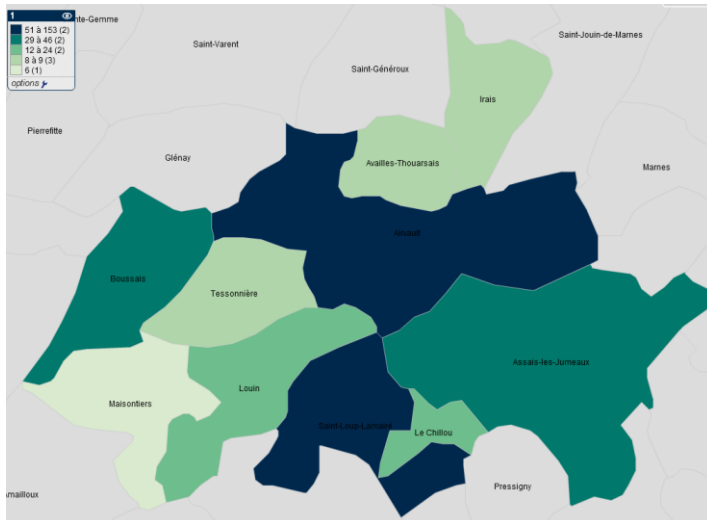 1
51 à 153 (2)
29 à 46 (2)
12 à 24 (2)
8 à 9 (3)
6 (1)
options
nte-Gemme
Saint-Varent
Saint-Généroux
Saint-Jouin-de-Marnes
Irais
Pierrefitte
Glénay
Availles-Thouarsais
Marnes
Airvault
Boussais
Tessonnière
Assais-les-Jumeaux
Maisontiers
Louin
Saint-Loup-Lamairé
Le Chillou
Amailloux
Pressigny